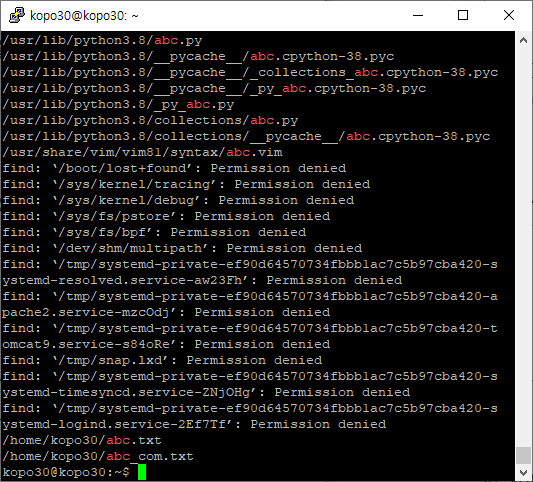 kopo30@kopo30: ~
/usr/lib/python3.8/abc.py
/usr/lib/python3.8/__pycache__/abc.cpython-38.pyc
/usr/lib/python3.8/__pycache__/_collections_abc.cpython-38.pyc
/usr/lib/python3.8/__pycache__/_py_abc.cpython-38.pyc
/usr/lib/python3.8/_py_abc.py
/usr/lib/python3.8/collections/abc.py
/usr/lib/python3.8/collections/__pycache__/abc.cpython-38.pyc
/usr/share/vim/vim81/syntax/abc.vim
find: ‘/boot/lost+found’: Permission denied
find: ‘/sys/kernel/tracing’: Permission denied
find: ‘/sys/kernel/debug’: Permission denied
find: ‘/sys/fs/pstore’: Permission denied
find: ‘/sys/fs/bpf’: Permission denied
find: ‘/dev/shm/multipath’: Permission denied
find: ‘/tmp/systemd-private-ef90d64570734fbbb1ac7c5b97cba420-s
ystemd-resolved.service-aw23Fh’: Permission denied
find: ‘/tmp/systemd-private-ef90d64570734fbbb1ac7c5b97cba420-a
pache2.service-mzcOdj’: Permission denied
find: ‘/tmp/systemd-private-ef90d64570734fbbb1ac7c5b97cba420-t
omcat9.service-s84oRe’: Permission denied
find: ‘/tmp/snap.lxd’: Permission denied
find: ‘/tmp/systemd-private-ef90d64570734fbbb1ac7c5b97cba420-s
ystemd-timesyncd.service-ZNjOHg’: Permission denied
find: ‘/tmp/systemd-private-ef90d64570734fbbb1ac7c5b97cba420-s
ystemd-logind.service-2Ef7Tf’: Permission denied
/home/kopo30/abc.txt
/home/kopo30/abc_com.txt
kopo30@kopo30:~$